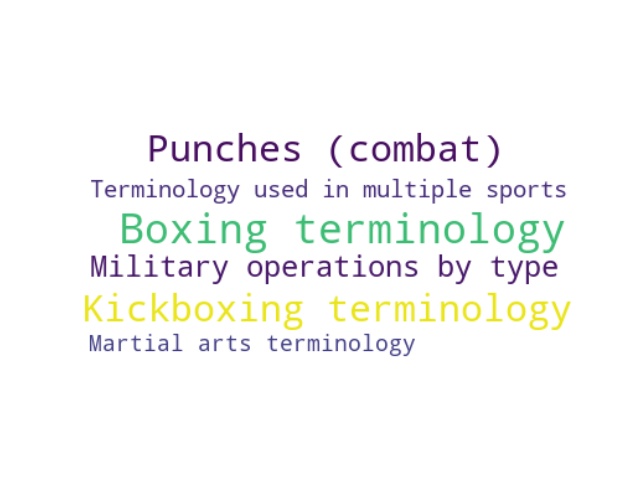 Punches (combat)
Terminology used in multiple sports
Boxing terminology
Military operations by type
Kickboxing terminology
Martial arts terminology